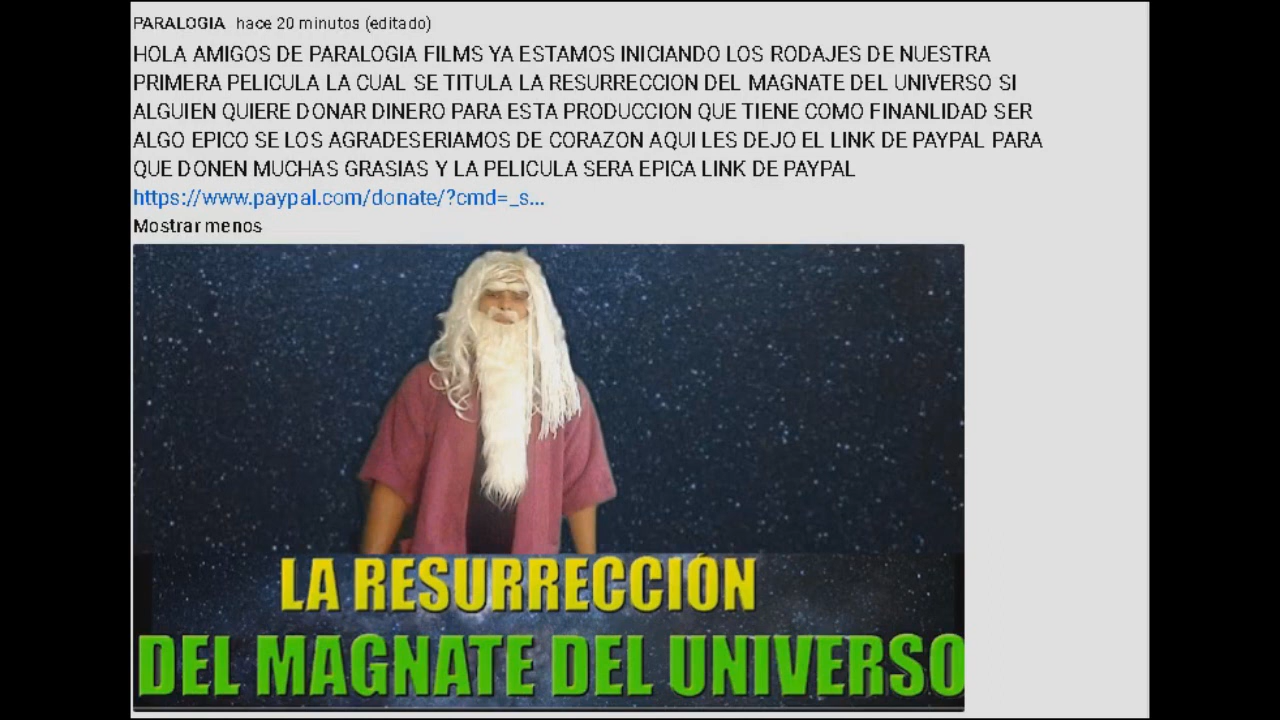 PARALOGIA hace 20 minutos (editado)
HOLA AMIGOS DE PARALOGIA FILMS YA ESTAMOS INICIANDO LOS RODAJES DE NUESTRA
PRIMERA PELICULA LA CUAL SE TITULA LA RESURRECCION DEL MAGNATE DEL UNIVERSO SI
ALGUIEN QUIERE DONAR DINERO PARA ESTA PRODUCCION QUE TIENE COMO FINANLIDAD SER
ALGO EPICO SE LOS AGRADESERIAMOS DE CORAZON AQUI LES DEJO EL LINK DE PAYPAL PARA
QUE DONEN MUCHAS GRASIAS Y LA PELICULA SERA EPICA LINK DE PAYPAL
https://www.paypal.com/donate/?cmd=_s...
Mostrar menos
LA RESURRECCIÓN
DEL MAGNATE DEL UNIVERSO